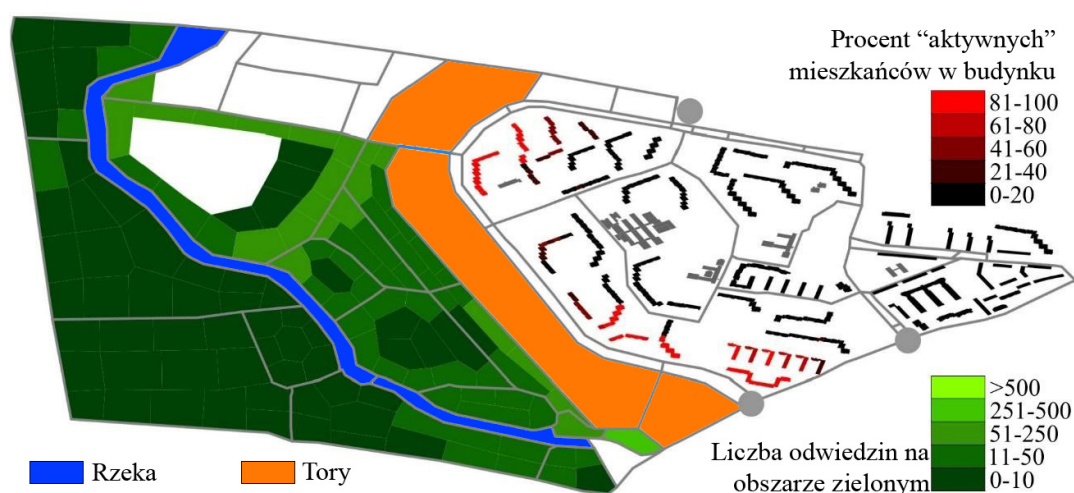 Procent “aktywnych”
mieszkańców w budynku
81-100
61-80
41-60
21-40
0-20
>500
251-500
51-250
11-50
0-10
Liczba odwiedzin na
obszarze zielonym
Rzeka
Tory